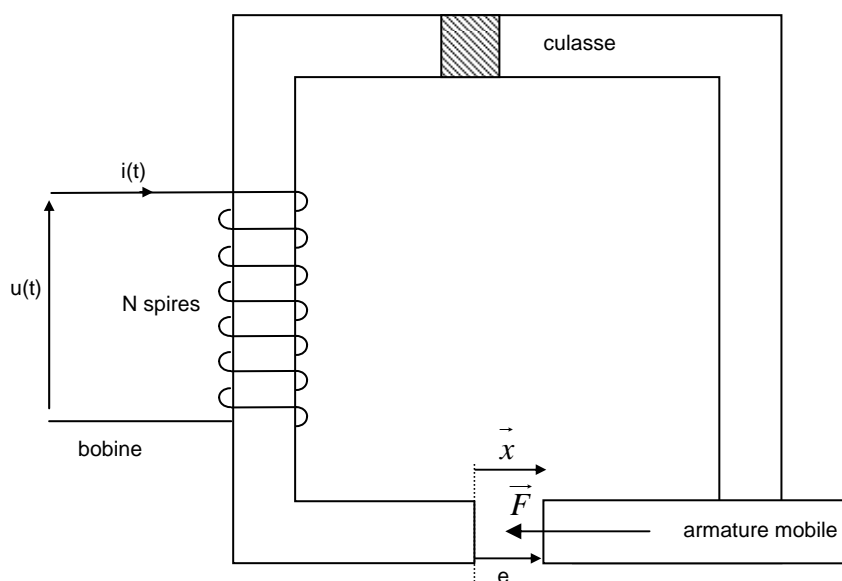 culasse
i(t)
u(t)
N spires
bobine
x
F
armature mobile
e